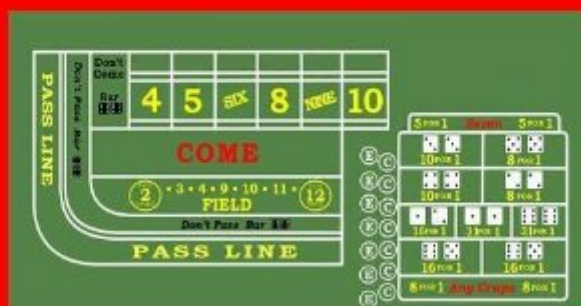 Don't
Come
Bar
4 5 SIX 8 NINE 10
PASS LINE
Don't Pass Bar
COME
2 • 3 • 4 • 9 • 10 • 11 • 12
FIELD
Don't Pass Bar
PASS LINE
5 FOR 1 Seven 5 FOR 1
E C
10 FOR 1 8 FOR 1
E C
10 FOR 1 8 FOR 1
E C
E C
16 FOR 1 31 FOR 1 31 FOR 1
E C
E C
16 FOR 1 16 FOR 1
E C
8 FOR 1 Any Craps 8 FOR 1